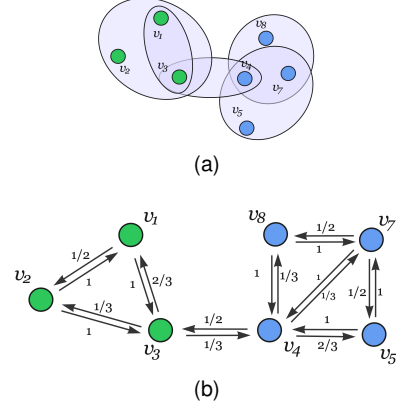 v₁
v₂
v₃
v₈
v₄
v₇
v₅
(a)
v₁
v₈
v₇
1/2
1/2
1
1
v₂
1
2/3
1
1/3
1
1/3
1/2
1
1/3
1/2
1
1
1/3
2/3
v₃
v₄
v₅
(b)